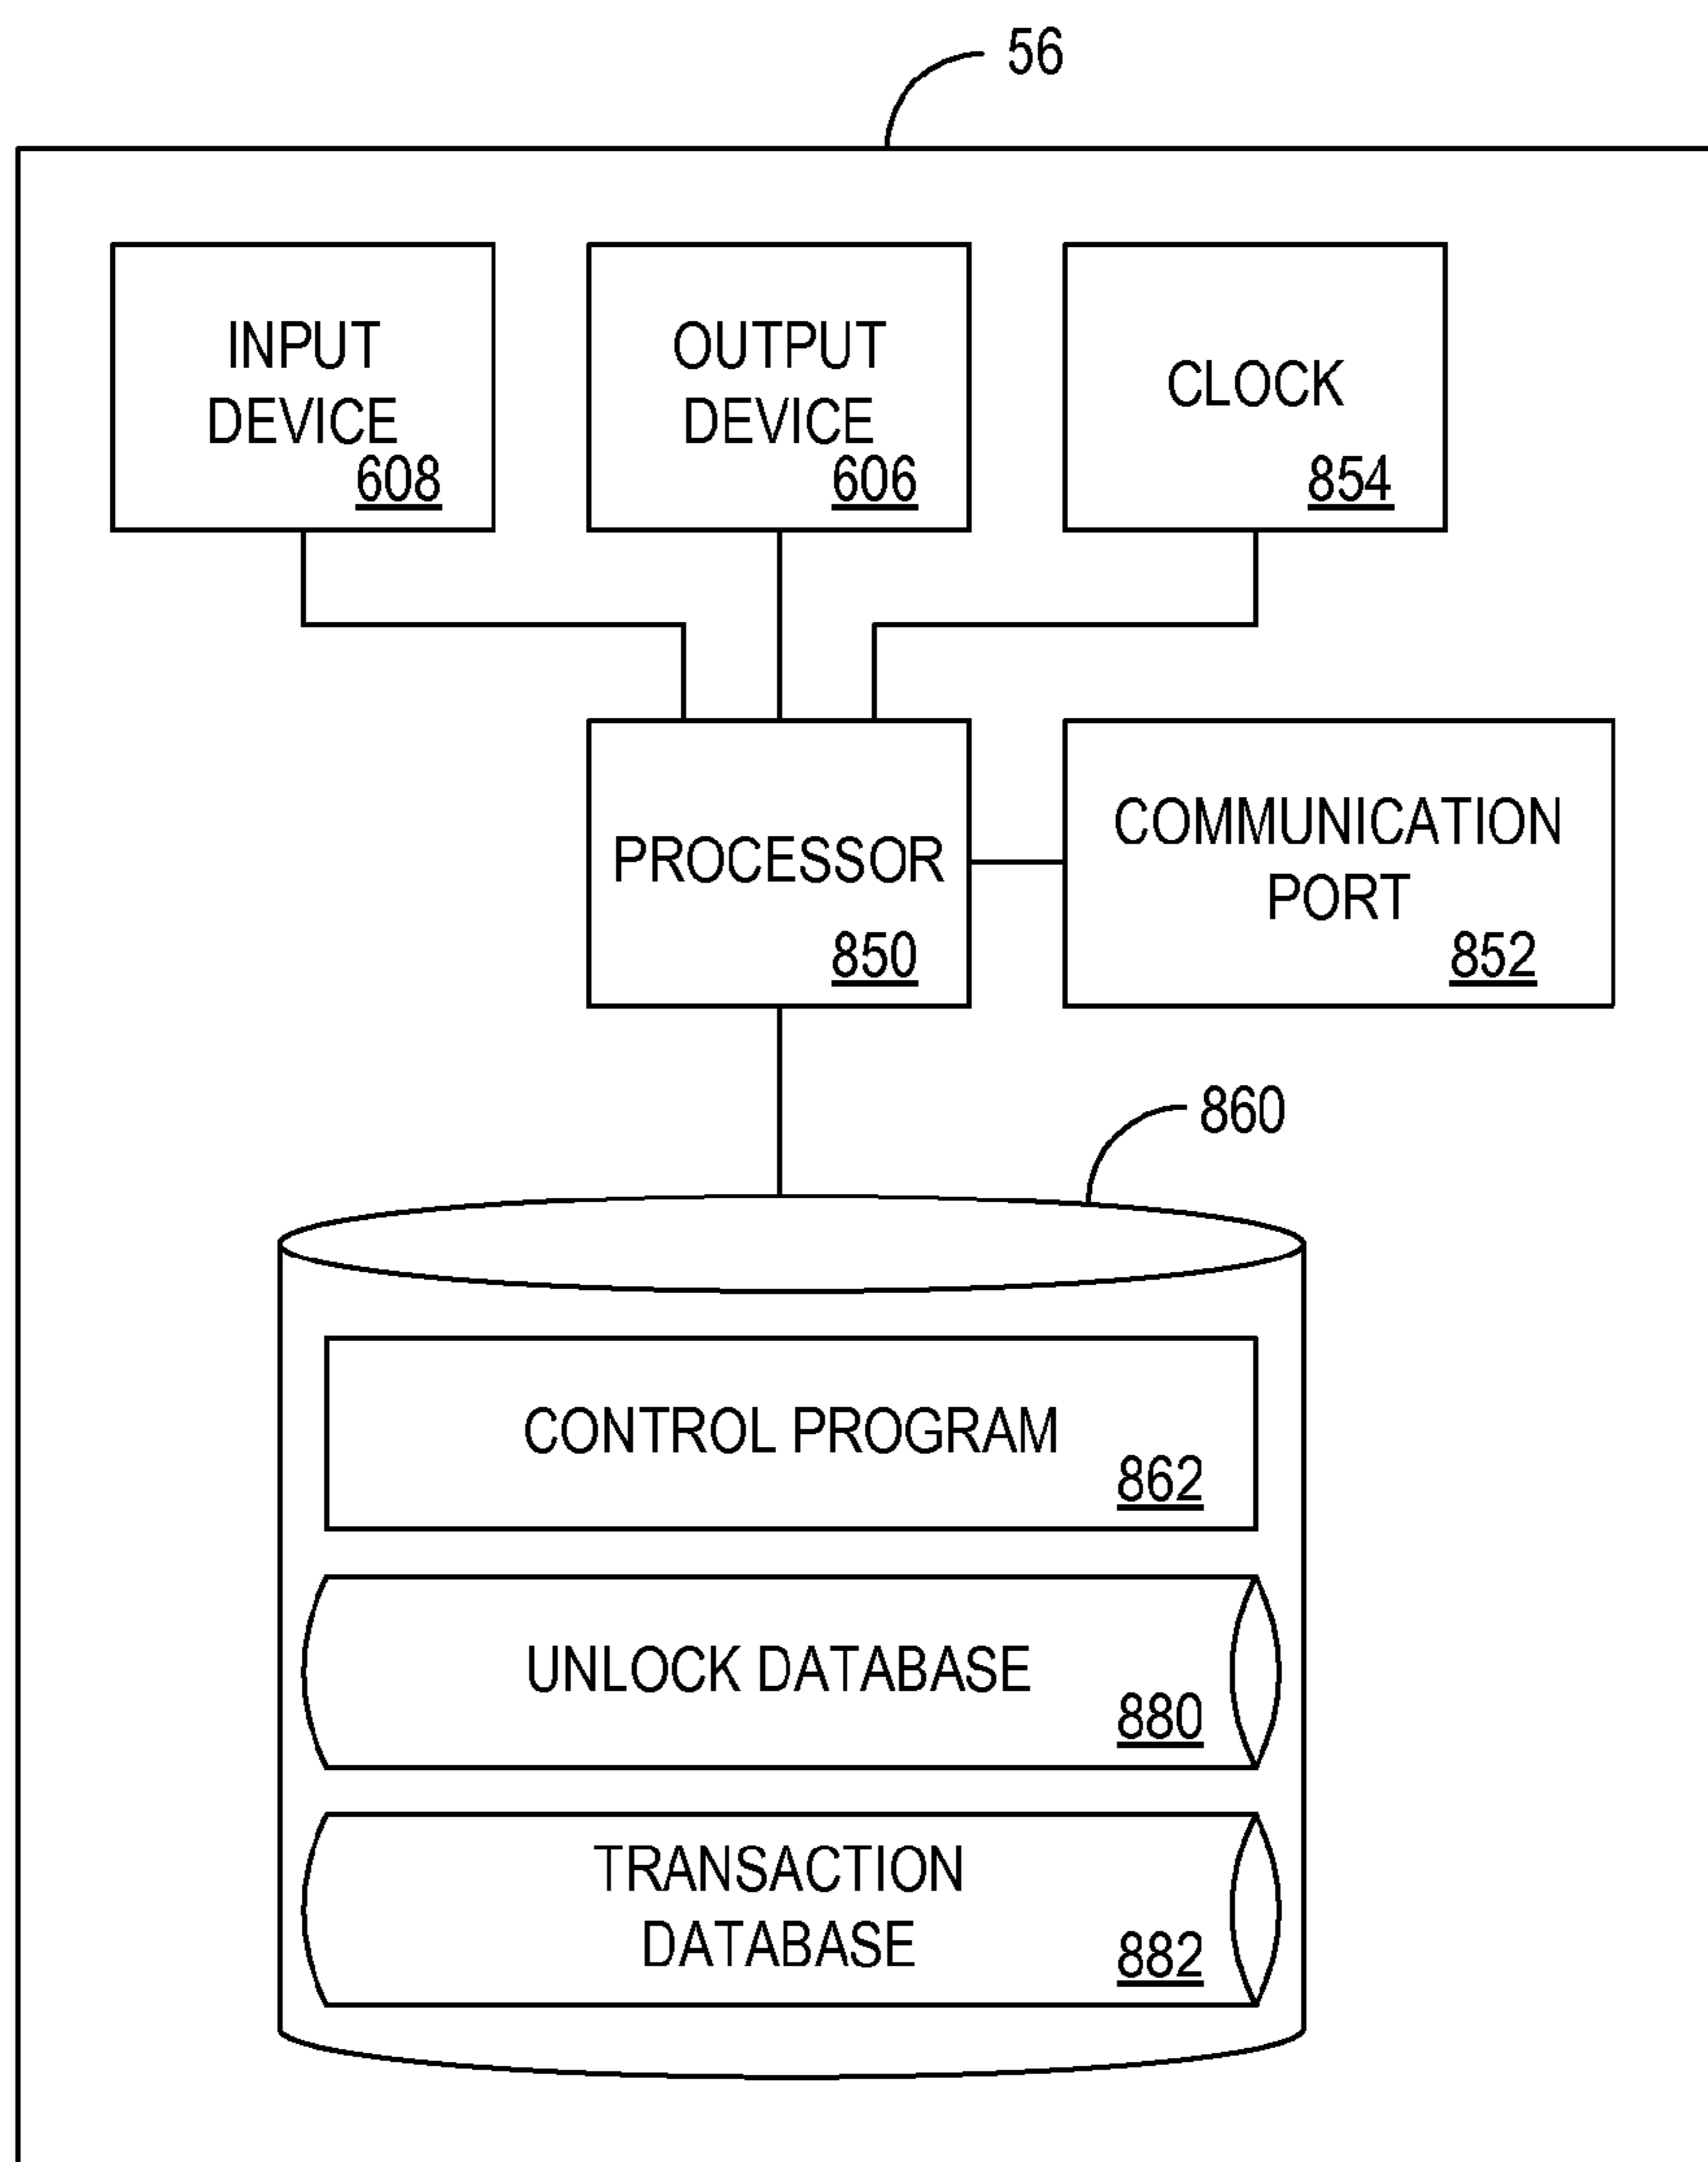 56
INPUT
DEVICE
608
OUTPUT
DEVICE
606
CLOCK
854
PROCESSOR
850
COMMUNICATION
PORT
852
860
CONTROL PROGRAM
862
UNLOCK DATABASE
880
TRANSACTION
DATABASE
882